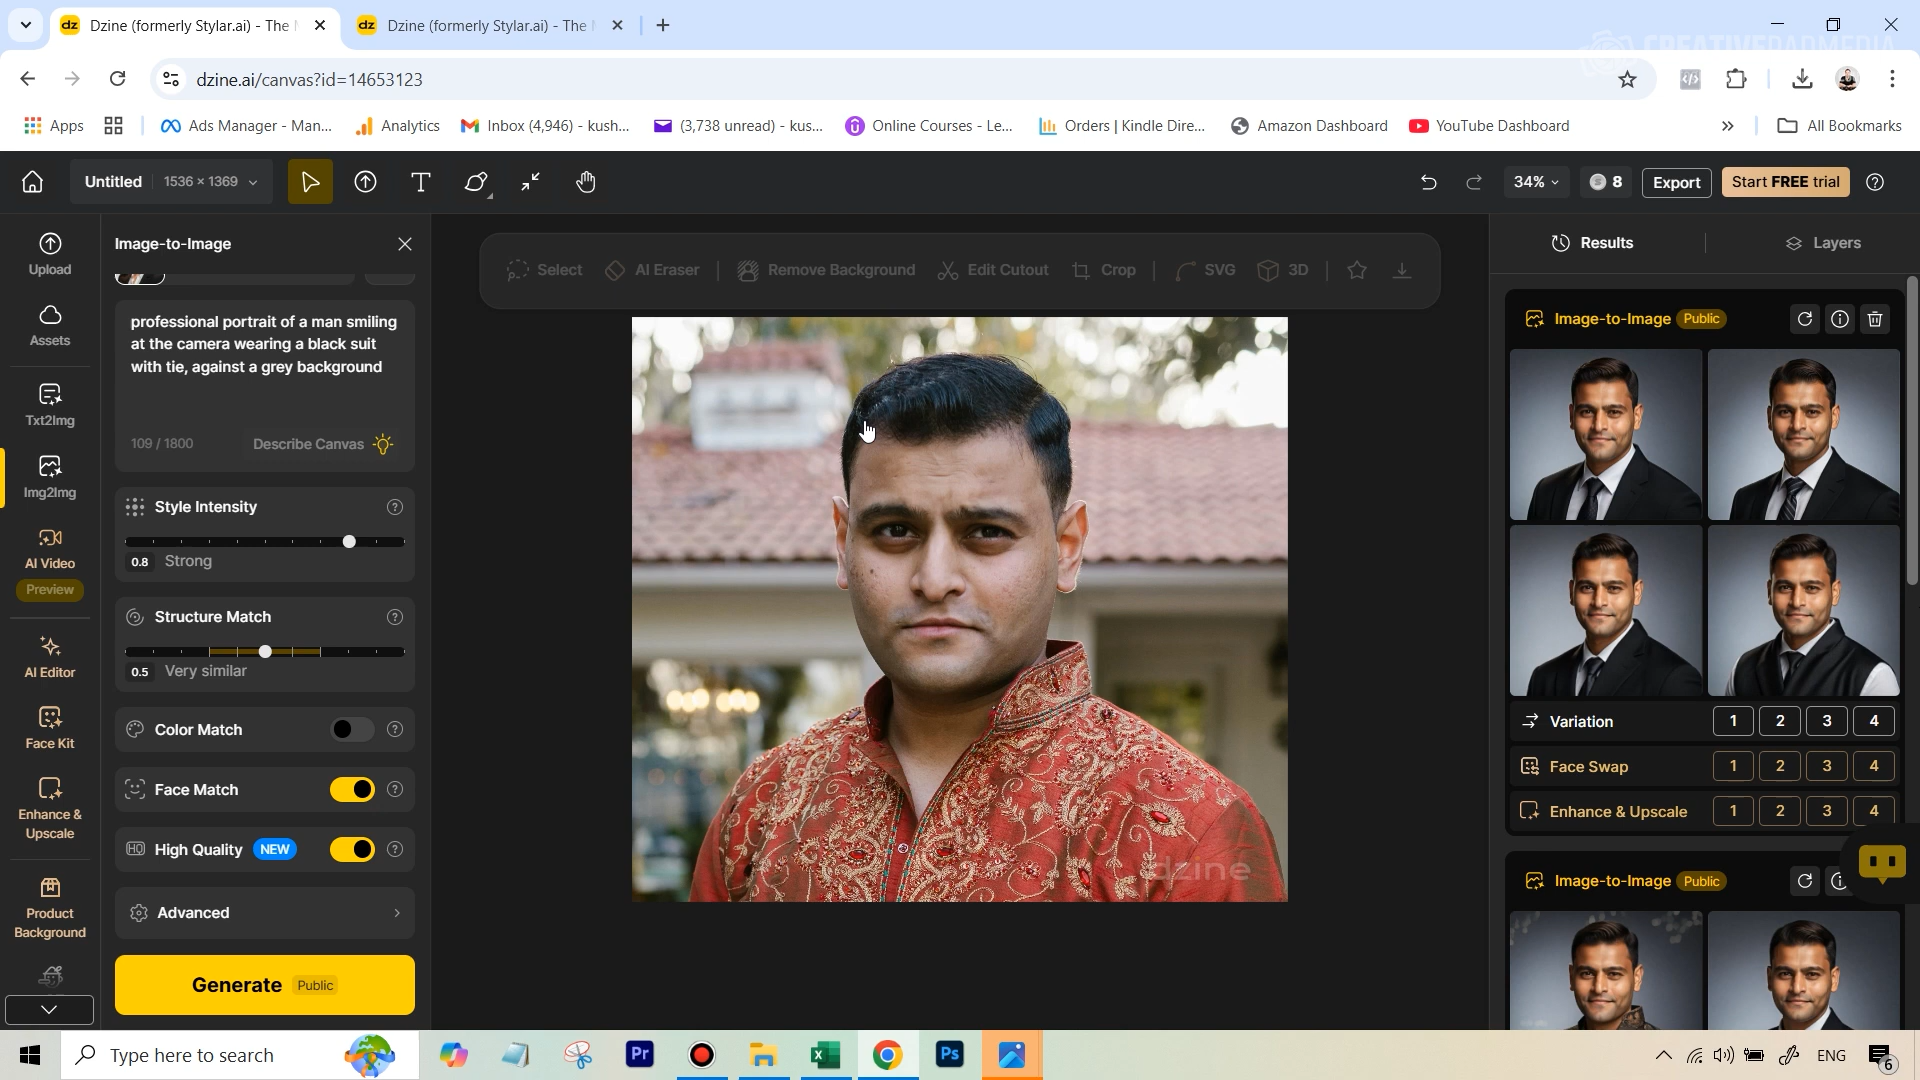 Dzine (formerly Stylar.ai) - The
Dzine (formerly Stylar.ai) - The
CREATIVEDADMEDIA
dzine.ai/canvas?id=14653123
Apps
Ads Manager - Man...
Analytics
Inbox (4,946) - kush...
(3,738 unread) - kus...
Online Courses - Le...
Orders | Kindle Dire...
Amazon Dashboard
YouTube Dashboard
All Bookmarks
Untitled
1536 × 1369
34%
8
Export
Start FREE trial
Upload
Assets
Txt2Img
Img2Img
AI Video
Preview
AI Editor
Face Kit
Enhance &
Upscale
Product
Background
Image-to-Image
professional portrait of a man smiling
at the camera wearing a black suit
with tie, against a grey background
109 / 1800
Describe Canvas
Style Intensity
0.8 Strong
Structure Match
0.5 Very similar
Color Match
Face Match
High Quality NEW
Advanced
Generate Public
Select
AI Eraser
Remove Background
Edit Cutout
Crop
SVG
3D
dzine
Results
Layers
Image-to-Image Public
Variation 1 2 3 4
Face Swap 1 2 3 4
Enhance & Upscale 1 2 3 4
Image-to-Image Public
Type here to search
Pr
Ps
ENG
6